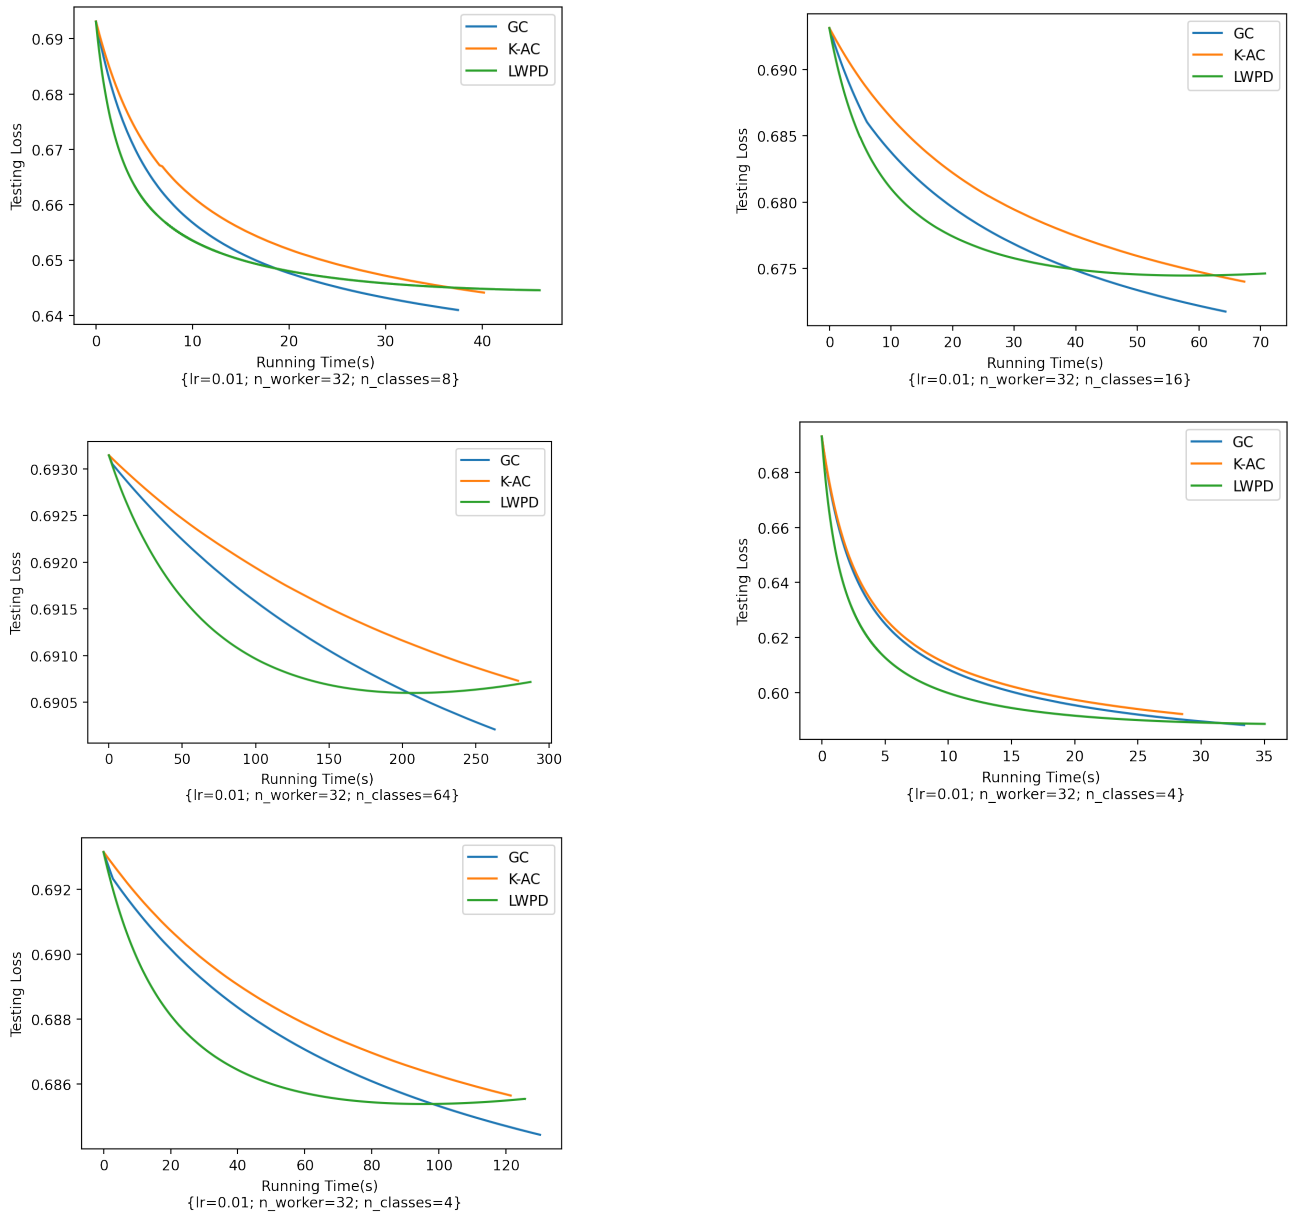 GC
K-AC
LWPD
0.69
0.68
0.67
0.66
0.65
0.64
Testing Loss
0 10 20 30 40
Running Time(s)
{lr=0.01; n_worker=32; n_classes=8}
GC
K-AC
LWPD
0.690
0.685
0.680
0.675
Testing Loss
0 10 20 30 40 50 60 70
Running Time(s)
{lr=0.01; n_worker=32; n_classes=16}
GC
K-AC
LWPD
0.6930
0.6925
0.6920
0.6915
0.6910
0.6905
Testing Loss
0 50 100 150 200 250 300
Running Time(s)
{lr=0.01; n_worker=32; n_classes=64}
GC
K-AC
LWPD
0.68
0.66
0.64
0.62
0.60
Testing Loss
0 5 10 15 20 25 30 35
Running Time(s)
{lr=0.01; n_worker=32; n_classes=4}
GC
K-AC
LWPD
0.692
0.690
0.688
0.686
Testing Loss
0 20 40 60 80 100 120
Running Time(s)
{lr=0.01; n_worker=32; n_classes=4}